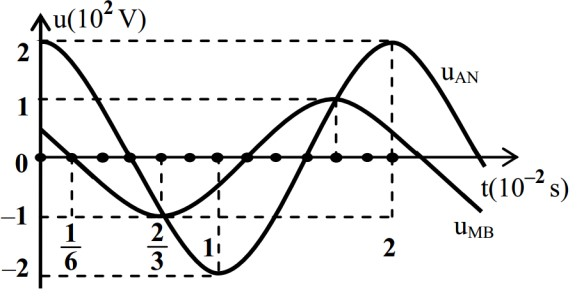 u(10² V)
2
1
0
–1
–2
1/6
2/3
1
2
u_AN
t(10⁻² s)
u_MB